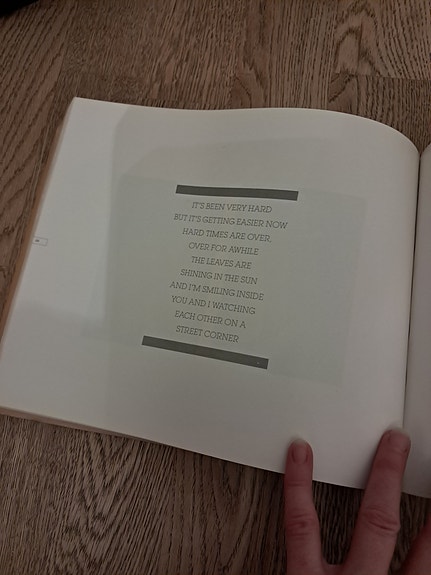 IT'S BEEN VERY HARD
BUT IT'S GETTING EASIER NOW
HARD TIMES ARE OVER,
OVER FOR AWHILE
THE LEAVES ARE
SHINING IN THE SUN
AND I'M SMILING INSIDE
YOU AND I WATCHING
EACH OTHER ON A
STREET CORNER